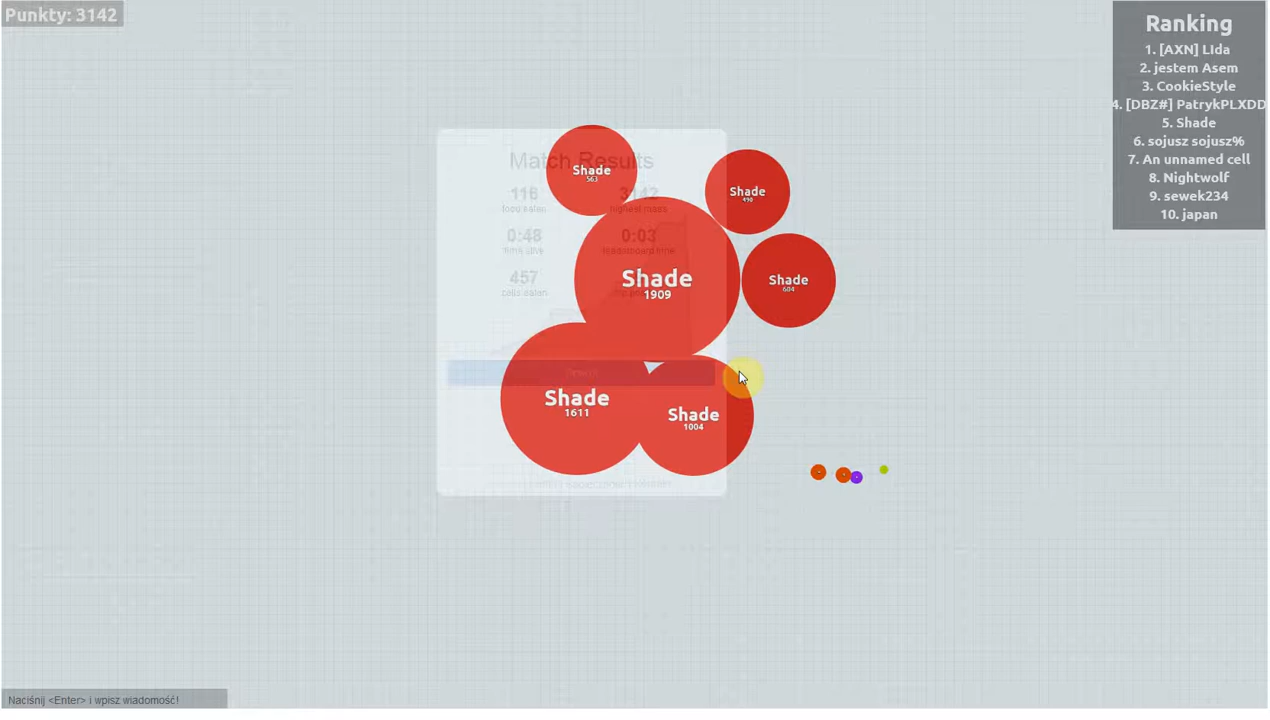 Punkty: 3142
Ranking
1. [AXN] LIda
2. jestem Asem
3. CookieStyle
4. [DBZ#] PatrykPLXDD
5. Shade
6. sojusz sojusz%
7. An unnamed cell
8. Nightwolf
9. sewek234
10. japan
Match Results
116
3142
food eaten
highest mass
0:48
0:03
time alive
leaderboard time
457
cells eaten
Shade
563
Shade
490
Shade
1909
Shade
604
Shade
1611
Shade
1004
Naciśnij <Enter> i wpisz wiadomość!